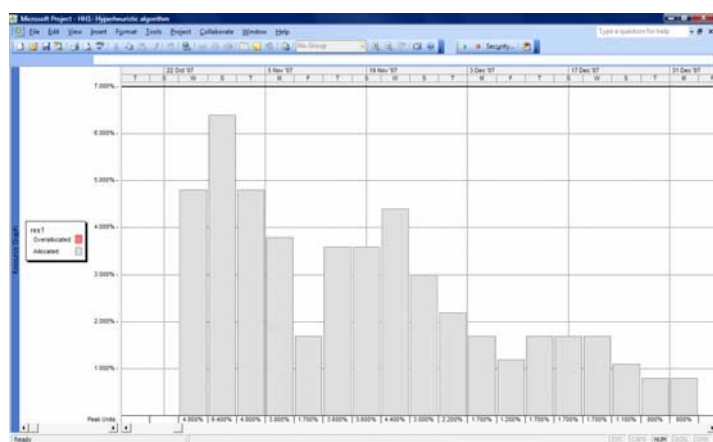 Microsoft Project - HHS- Hyperheuristic algorithm
File Edit View Insert Format Tools Project Collaborate Window Help
Type a question for help
No Group
Security...
22 Oct '07 5 Nov '07 19 Nov '07 3 Dec '07 17 Dec '07 31 Dec '07
T S W S T M F T S W S T M F T S W S T M
7.000%
6.000%
5.000%
4.000%
res1
Overallocated:
Allocated:
Resource Graph
3.000%
2.000%
1.000%
Peak Units: 4.800% 6.400% 4.800% 3.800% 1.700% 3.600% 3.600% 4.400% 3.000% 2.200% 1.700% 1.200% 1.700% 1.700% 1.700% 1.100% 800% 800%
Ready
EXT CAPS NUM SCRL OVR